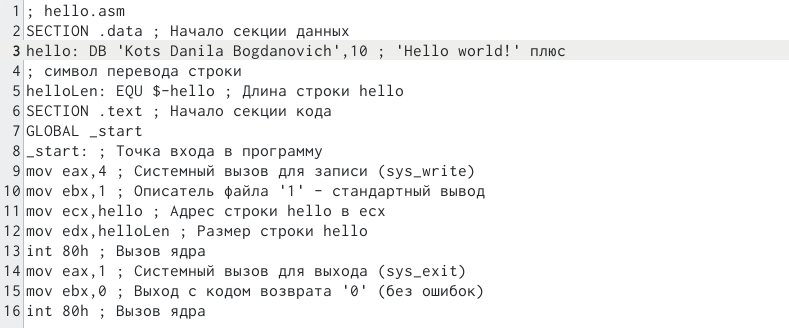 1 ; hello.asm
2 SECTION .data ; Начало секции данных
3 hello: DB 'Kots Danila Bogdanovich',10 ; 'Hello world!' плюс
4 ; символ перевода строки
5 helloLen: EQU $-hello ; Длина строки hello
6 SECTION .text ; Начало секции кода
7 GLOBAL _start
8 _start: ; Точка входа в программу
9 mov eax,4 ; Системный вызов для записи (sys_write)
10 mov ebx,1 ; Описатель файла '1' - стандартный вывод
11 mov ecx,hello ; Адрес строки hello в ecx
12 mov edx,helloLen ; Размер строки hello
13 int 80h ; Вызов ядра
14 mov eax,1 ; Системный вызов для выхода (sys_exit)
15 mov ebx,0 ; Выход с кодом возврата '0' (без ошибок)
16 int 80h ; Вызов ядра